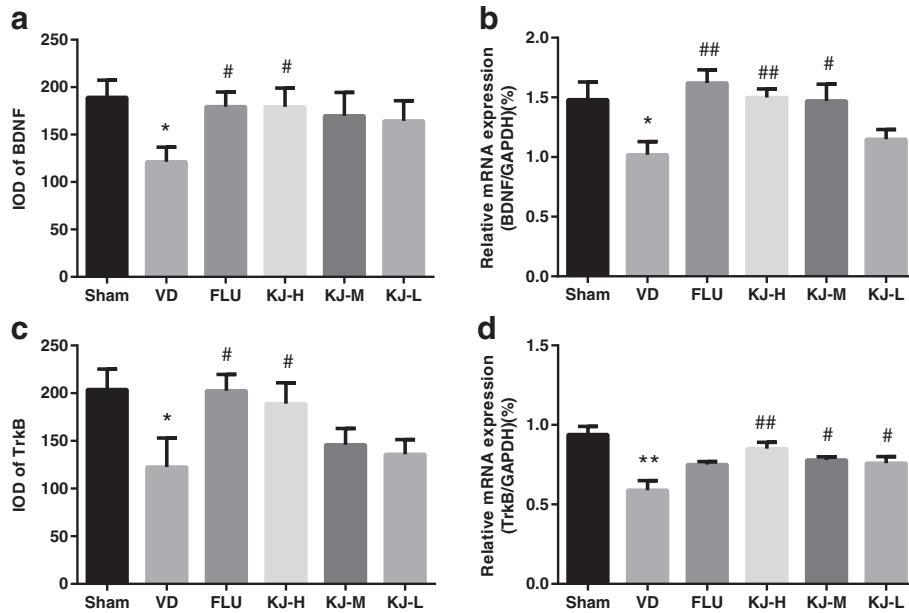 a
250
200
150
100
50
0
IOD of BDNF
*
#
#
Sham VD FLU KJ-H KJ-M KJ-L
b
2.0
1.5
1.0
0.5
0.0
Relative mRNA expression
(BDNF/GAPDH)(%)
*
##
##
#
Sham VD FLU KJ-H KJ-M KJ-L
c
250
200
150
100
50
0
IOD of TrkB
*
#
#
Sham VD FLU KJ-H KJ-M KJ-L
d
1.5
1.0
0.5
0.0
Relative mRNA expression
(TrkB/GAPDH)(%)
**
##
#
#
Sham VD FLU KJ-H KJ-M KJ-L